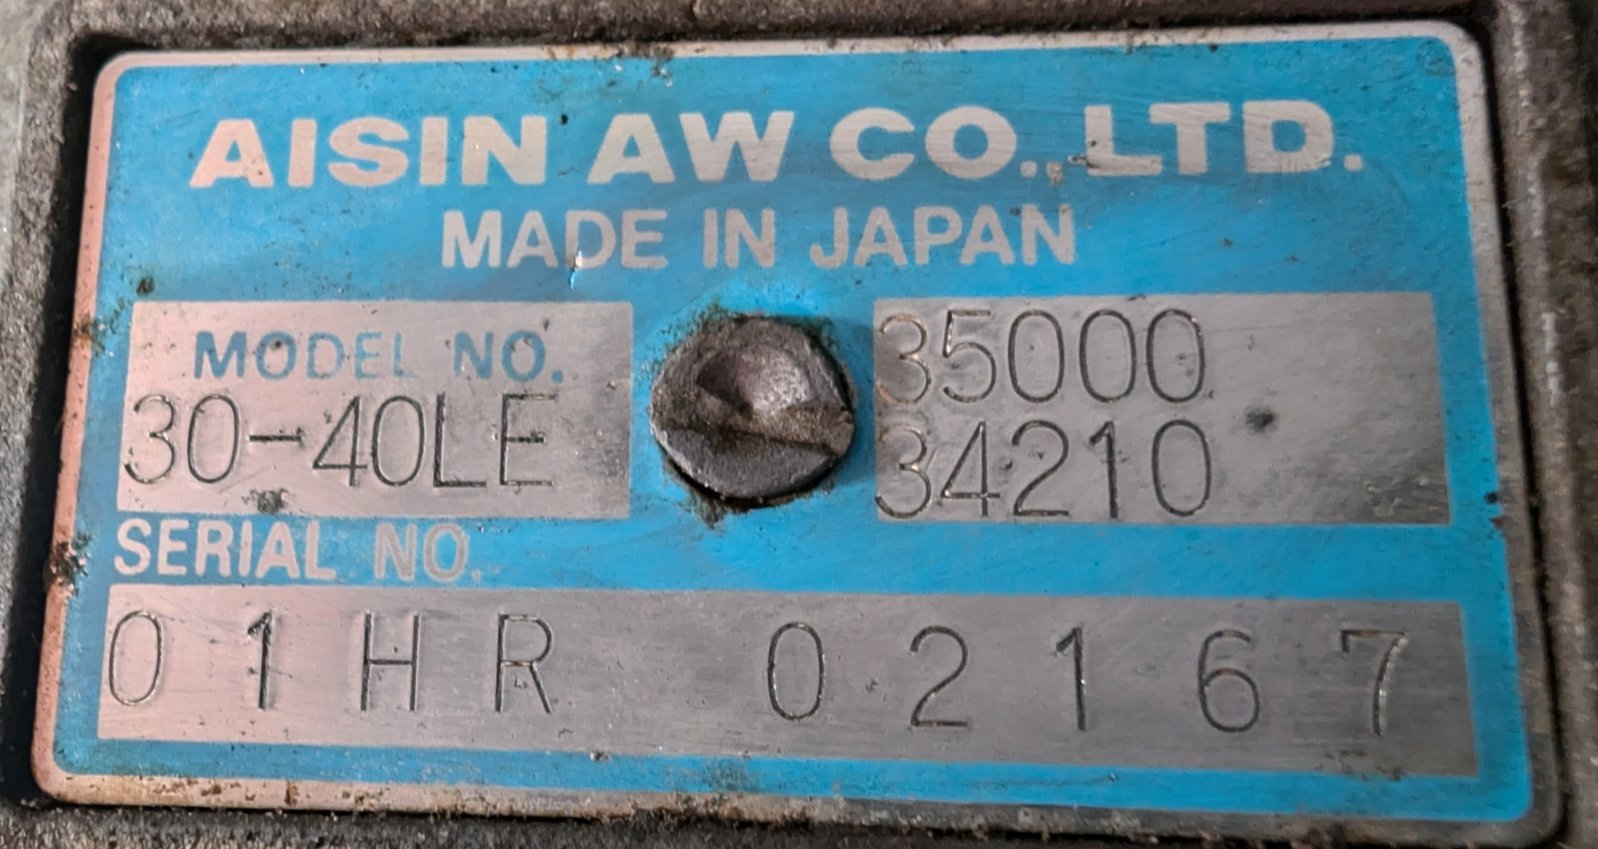 AISIN AW CO., LTD.
MADE IN JAPAN
MODEL NO.
30-40LE
35000
34210
SERIAL NO.
01HR 02167